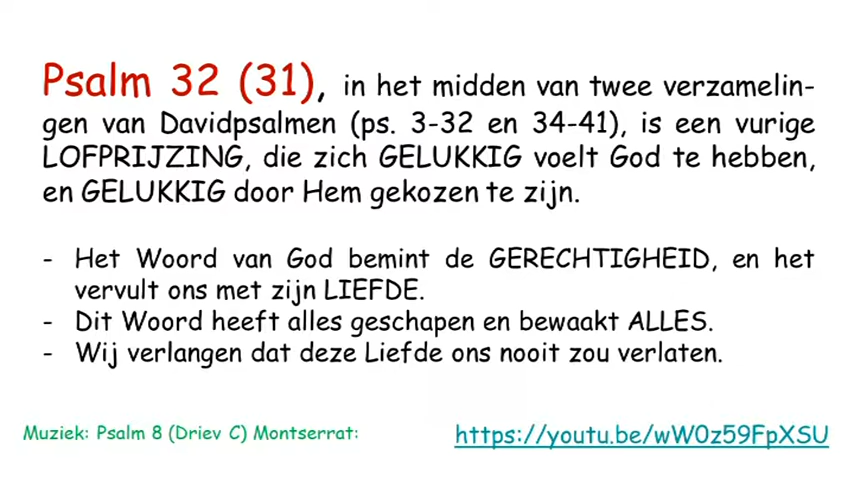 Psalm 32 (31), in het midden van twee verzamelin-
gen van Davidpsalmen (ps. 3-32 en 34-41), is een vurige
LOFPRIJZING, die zich GELUKKIG voelt God te hebben,
en GELUKKIG door Hem gekozen te zijn.
- Het Woord van God bemint de GERECHTIGHEID, en het
vervult ons met zijn LIEFDE.
- Dit Woord heeft alles geschapen en bewaakt ALLES.
- Wij verlangen dat deze Liefde ons nooit zou verlaten.
Muziek: Psalm 8 (Driev C) Montserrat:
https://youtu.be/wW0z59FpXSU